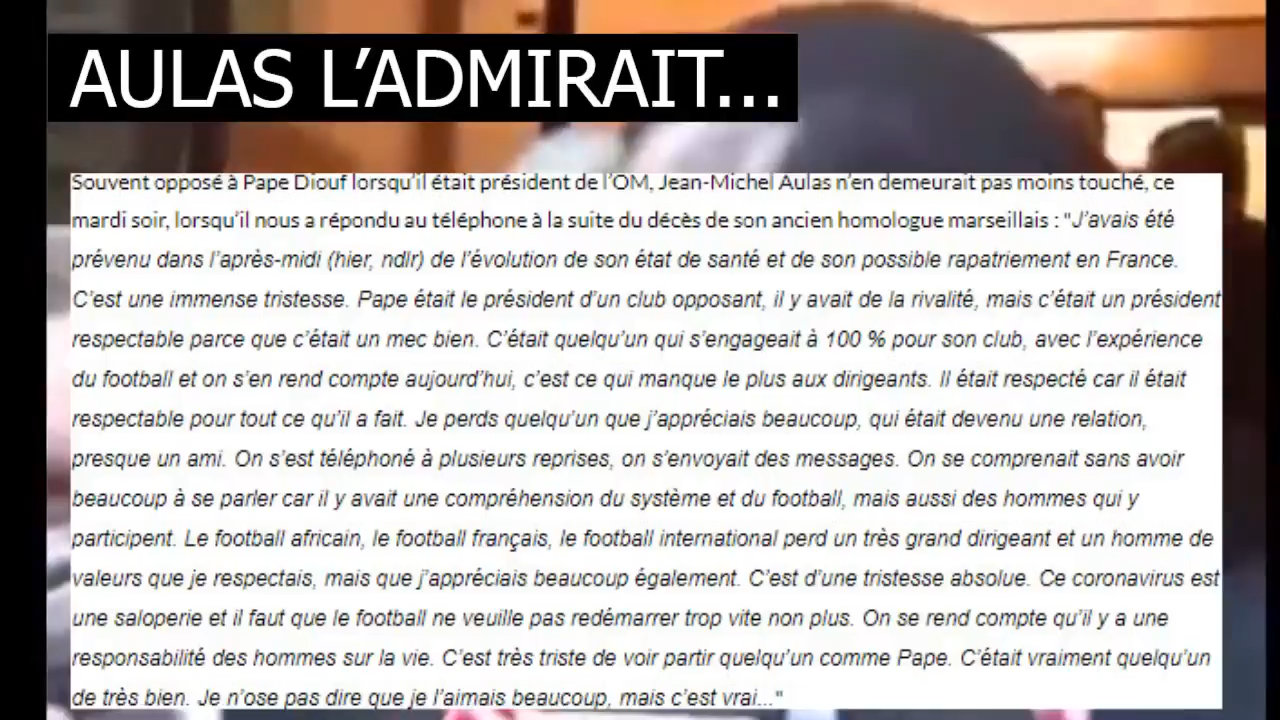 AULAS L’ADMIRAIT...
Souvent opposé à Pape Diouf lorsqu’il était président de l’OM, Jean-Michel Aulas n’en demeurait pas moins touché, ce
mardi soir, lorsqu’il nous a répondu au téléphone à la suite du décès de son ancien homologue marseillais : "J’avais été
prévenu dans l’après-midi (hier, ndlr) de l’évolution de son état de santé et de son possible rapatriement en France.
C’est une immense tristesse. Pape était le président d’un club opposant, il y avait de la rivalité, mais c’était un président
respectable parce que c’était un mec bien. C’était quelqu’un qui s’engageait à 100 % pour son club, avec l’expérience
du football et on s’en rend compte aujourd’hui, c’est ce qui manque le plus aux dirigeants. Il était respecté car il était
respectable pour tout ce qu’il a fait. Je perds quelqu’un que j’appréciais beaucoup, qui était devenu une relation,
presque un ami. On s’est téléphoné à plusieurs reprises, on s’envoyait des messages. On se comprenait sans avoir
beaucoup à se parler car il y avait une compréhension du système et du football, mais aussi des hommes qui y
participent. Le football africain, le football français, le football international perd un très grand dirigeant et un homme de
valeurs que je respectais, mais que j’appréciais beaucoup également. C’est d’une tristesse absolue. Ce coronavirus est
une saloperie et il faut que le football ne veuille pas redémarrer trop vite non plus. On se rend compte qu’il y a une
responsabilité des hommes sur la vie. C’est très triste de voir partir quelqu’un comme Pape. C’était vraiment quelqu’un
de très bien. Je n’ose pas dire que je l’aimais beaucoup, mais c’est vrai..."